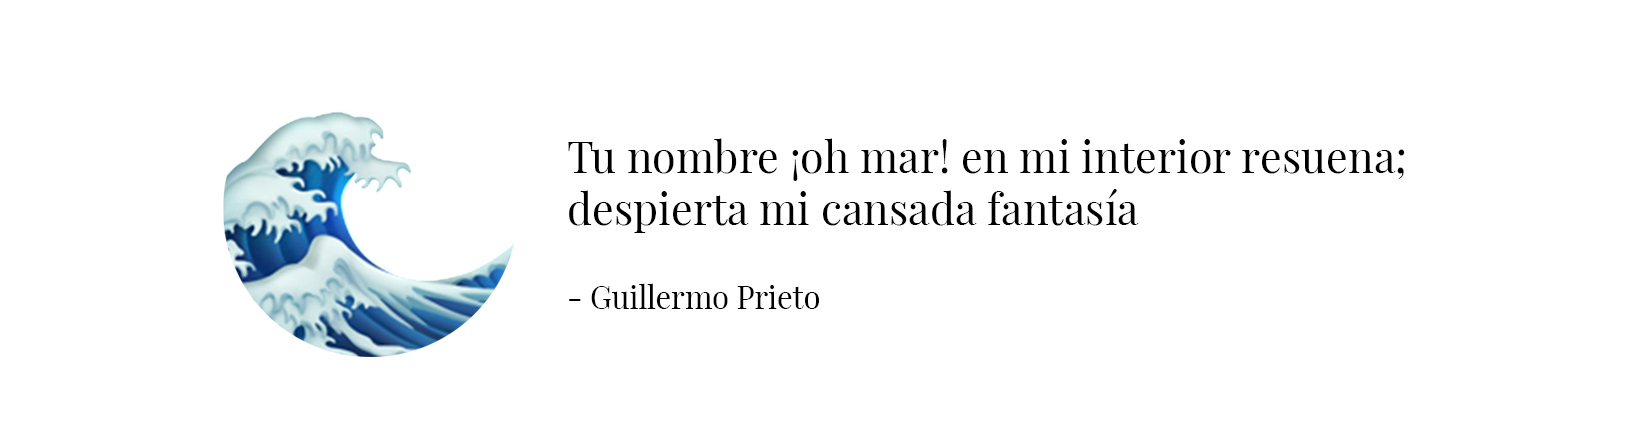 Tu nombre ¡oh mar! en mi interior resuena;
despierta mi cansada fantasía
- Guillermo Prieto